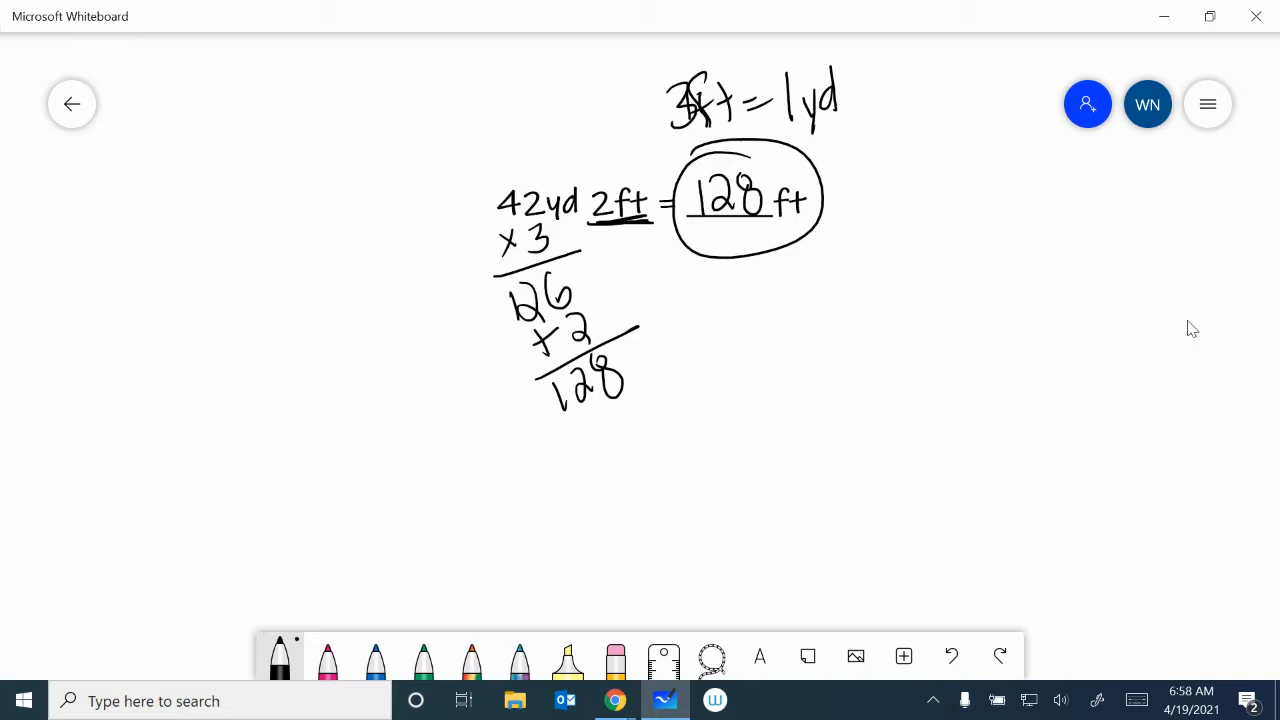 Microsoft Whiteboard
3ft = 1yd
WN
42yd 2ft = 128 ft
x 3
126
+ 2
128
A
Type here to search
6:58 AM
4/19/2021
2